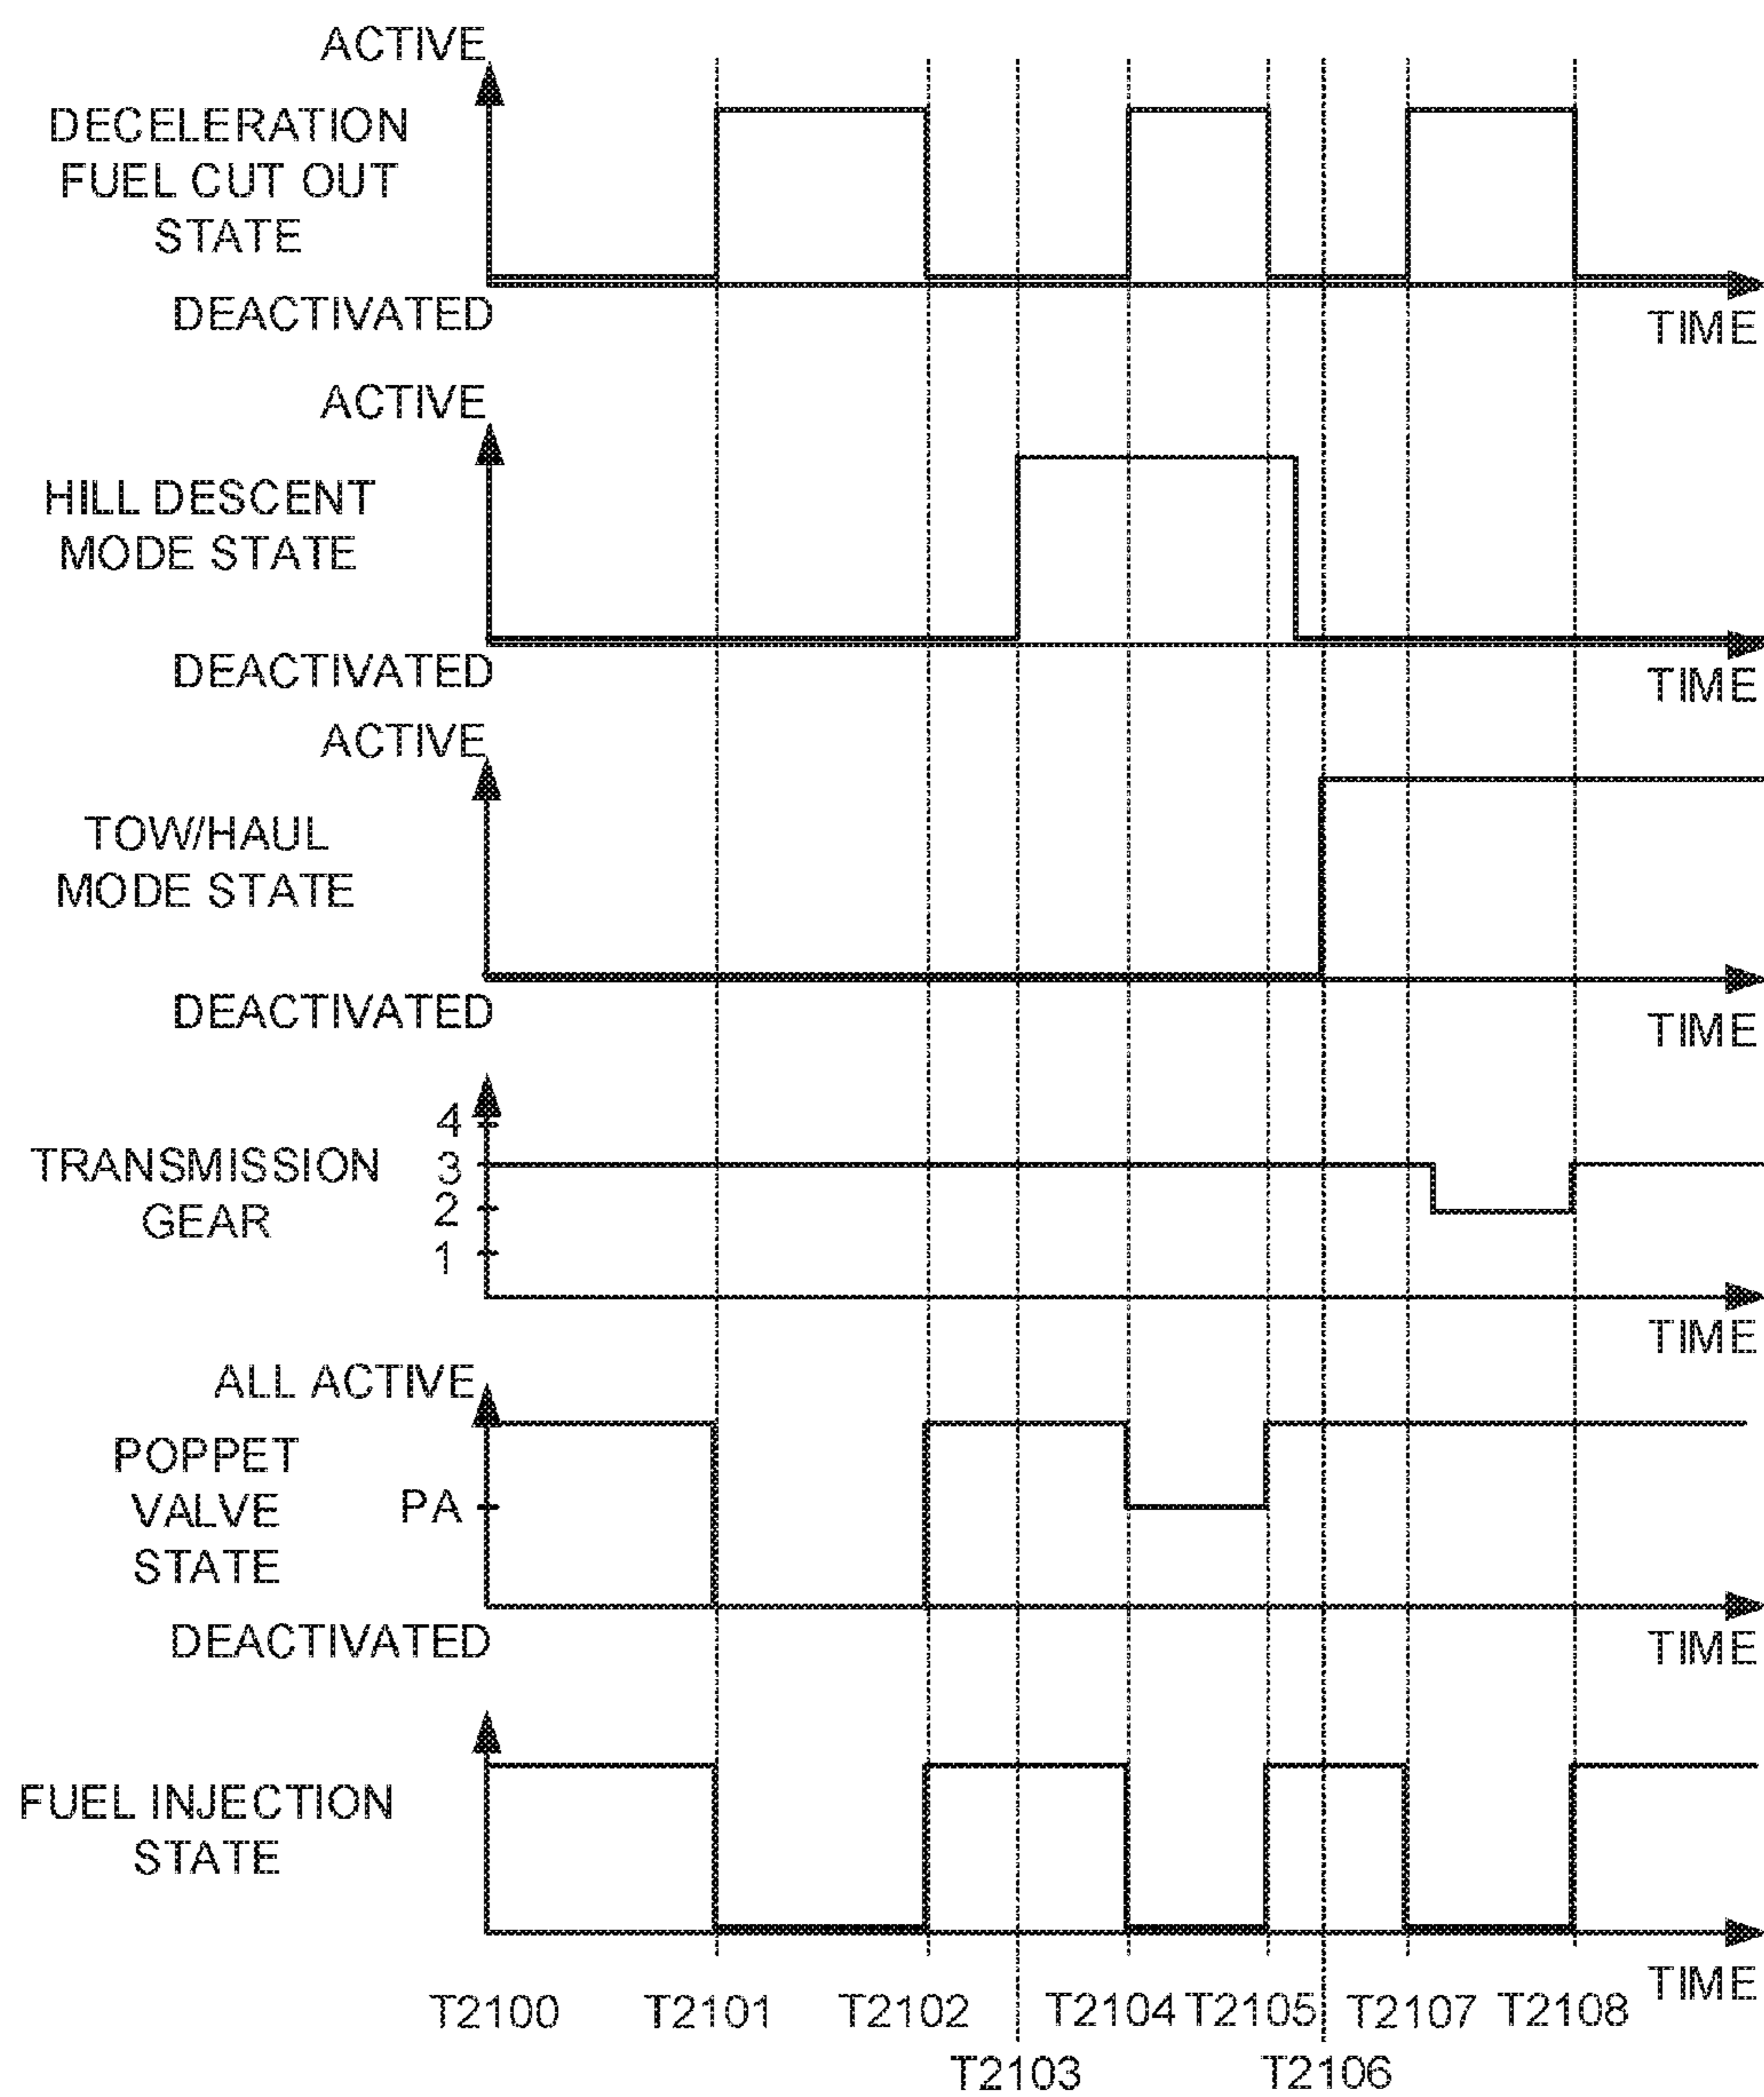 ACTIVE
DECELERATION
FUEL CUT OUT
STATE
DEACTIVATED
TIME
ACTIVE
HILL DESCENT
MODE STATE
DEACTIVATED
TIME
ACTIVE
TOW/HAUL
MODE STATE
DEACTIVATED
TIME
4
TRANSMISSION 3
GEAR 2
1
TIME
ALL ACTIVE
POPPET
VALVE PA
STATE
DEACTIVATED
TIME
FUEL INJECTION
STATE
TIME
T2100 T2101 T2102 T2104 T2105 T2107 T2108
T2103 T2106